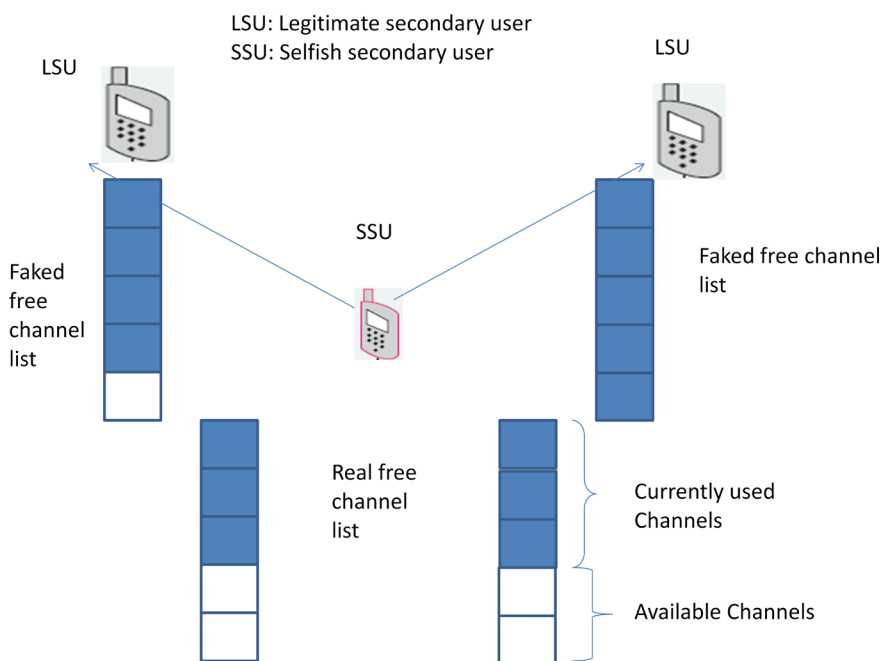 LSU: Legitimate secondary user
SSU: Selfish secondary user
LSU
LSU
SSU
Faked
free
channel
list
Faked free channel
list
Real free
channel
list
Currently used
Channels
Available Channels